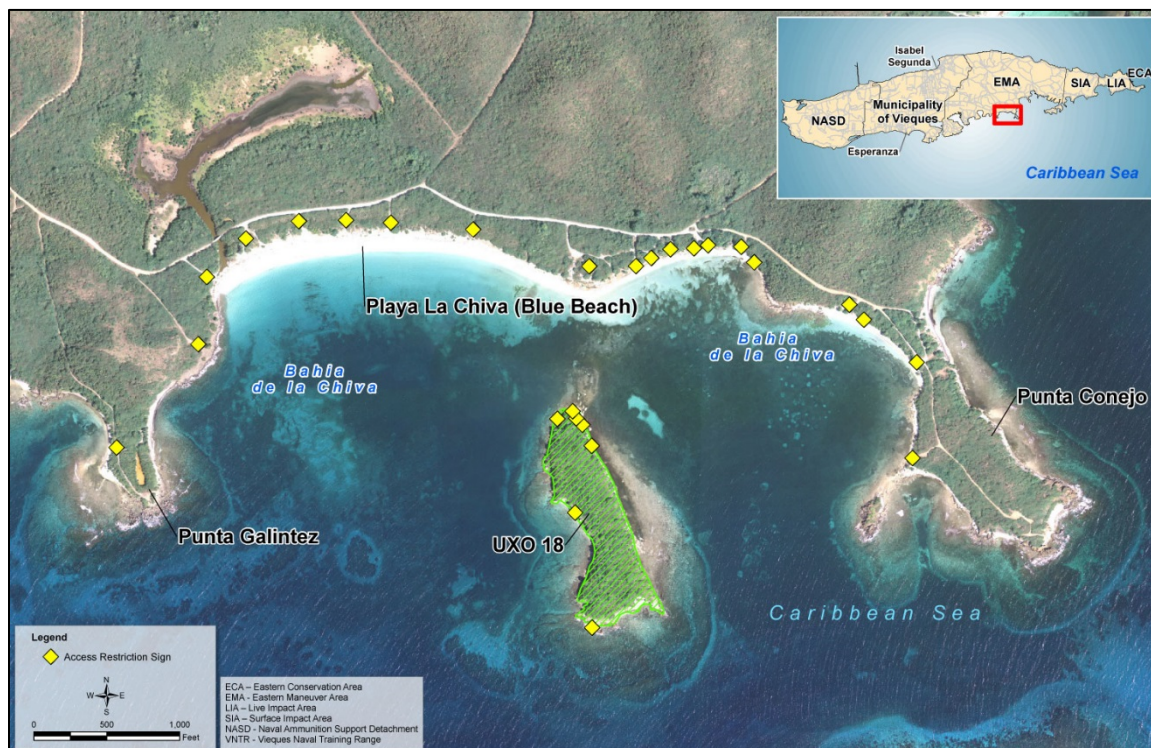 Isabel
Segunda
ECA
EMA
SIA
LIA
Municipality
of Vieques
NASD
Esperanza
Caribbean Sea
Playa La Chiva (Blue Beach)
Bahia
de la Chiva
Bahia
de la Chiva
Punta Conejo
Punta Galintez
UXO 18
Caribbean Sea
Legend
Access Restriction Sign
N
W
E
S
0 500 1,000
Feet
ECA – Eastern Conservation Area
EMA - Eastern Maneuver Area
LIA – Live Impact Area
SIA – Surface Impact Area
NASD - Naval Ammunition Support Detachment
VNTR - Vieques Naval Training Range